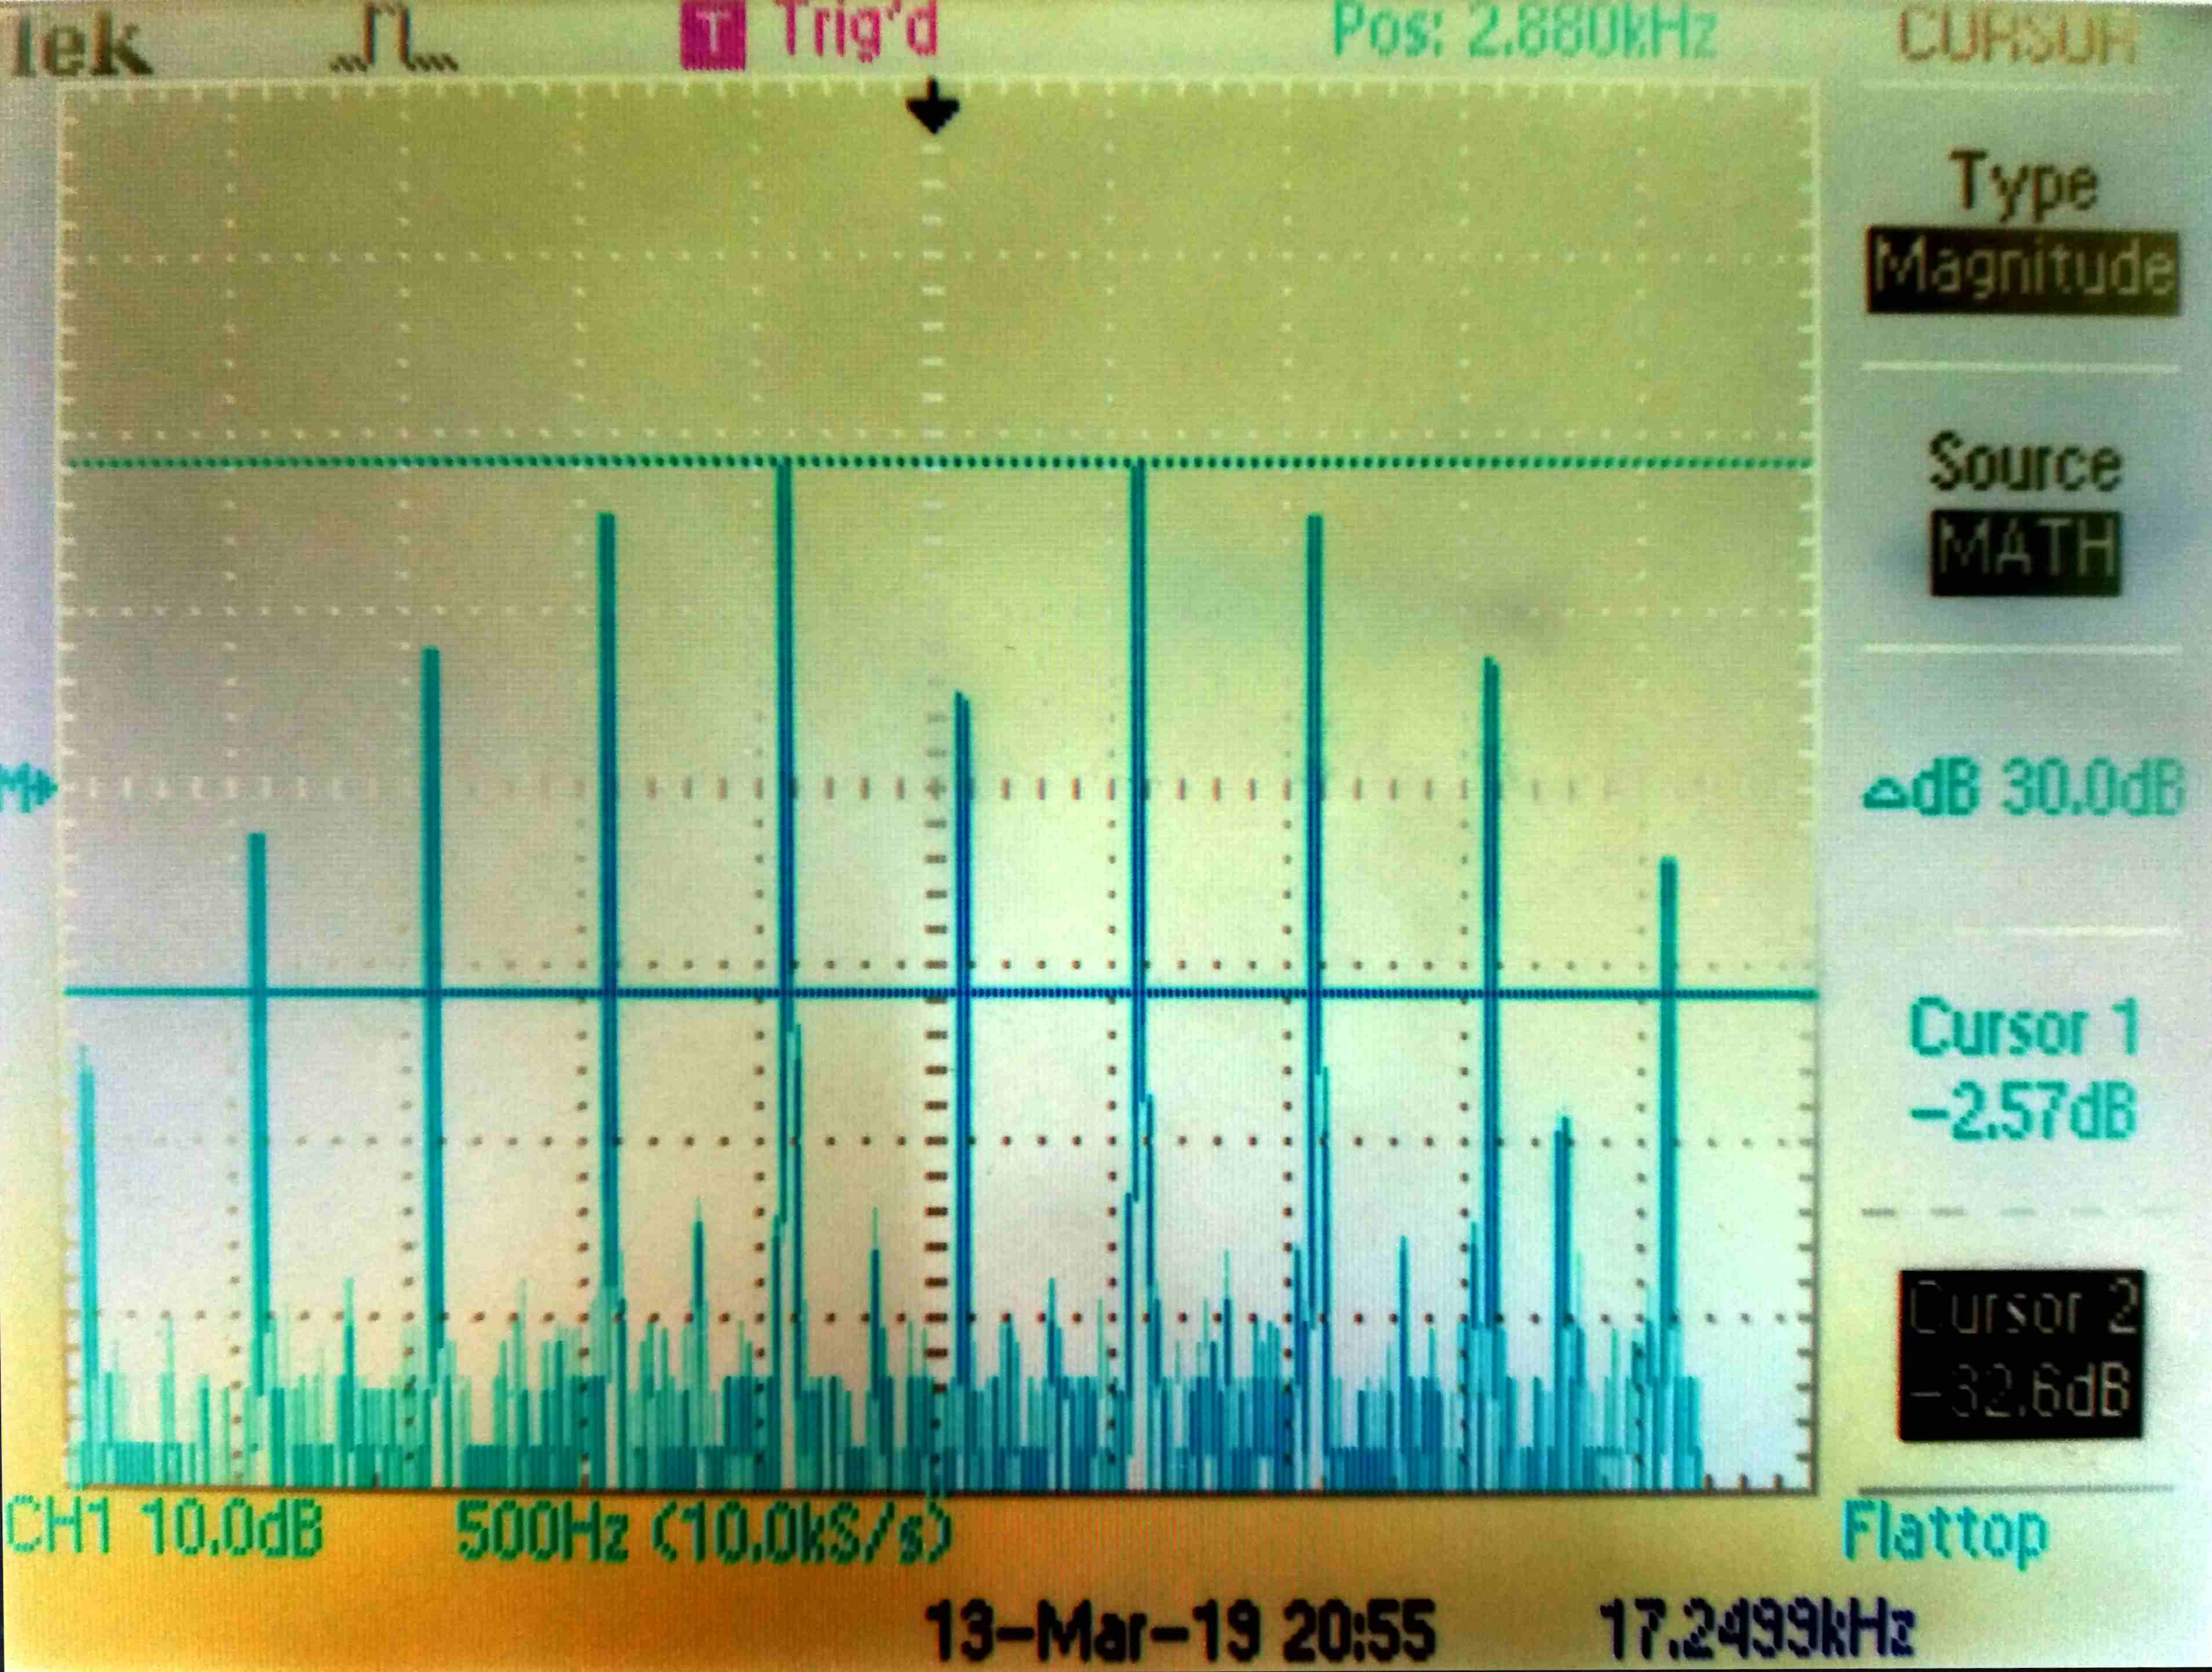 Tek T Trig'd Pos: 2.880kHz CURSOR
Type
Magnitude
Source
MATH
M
△dB 30.0dB
Cursor 1
-2.57dB
Cursor 2
-32.6dB
CH1 10.0dB 500Hz (10.0kS/s) Flattop
13-Mar-19 20:55 17.2499kHz